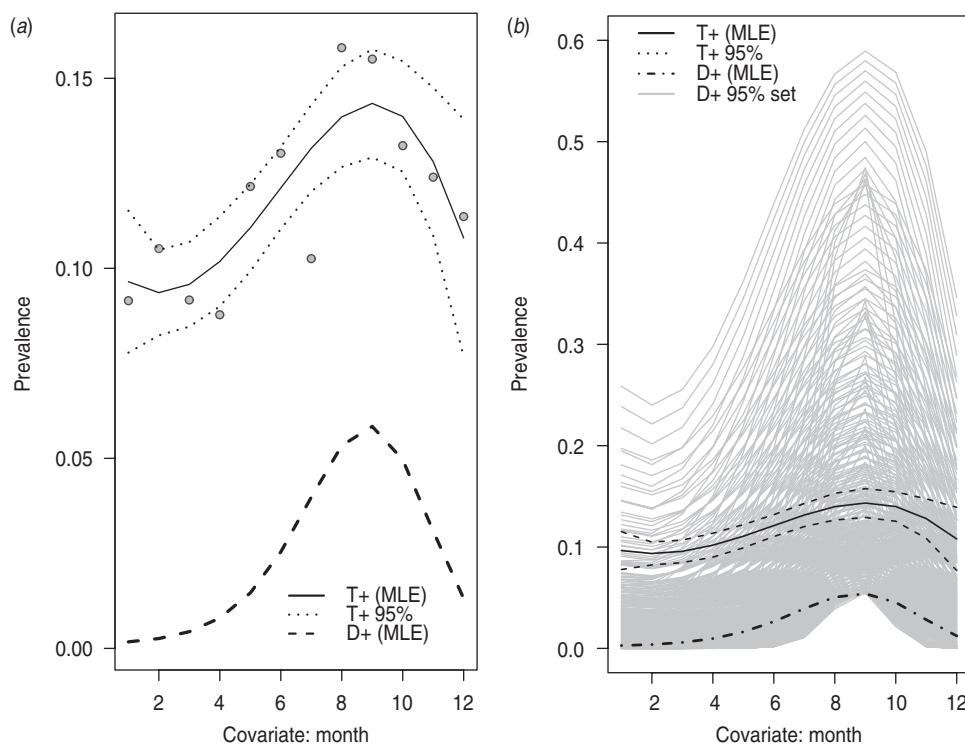 (a)
0.15
0.10
0.05
0.00
Prevalence
T+ (MLE)
T+ 95%
D+ (MLE)
2 4 6 8 10 12
Covariate: month
(b)
T+ (MLE)
T+ 95%
D+ (MLE)
D+ 95% set
0.6
0.5
0.4
0.3
0.2
0.1
0.0
Prevalence
2 4 6 8 10 12
Covariate: month